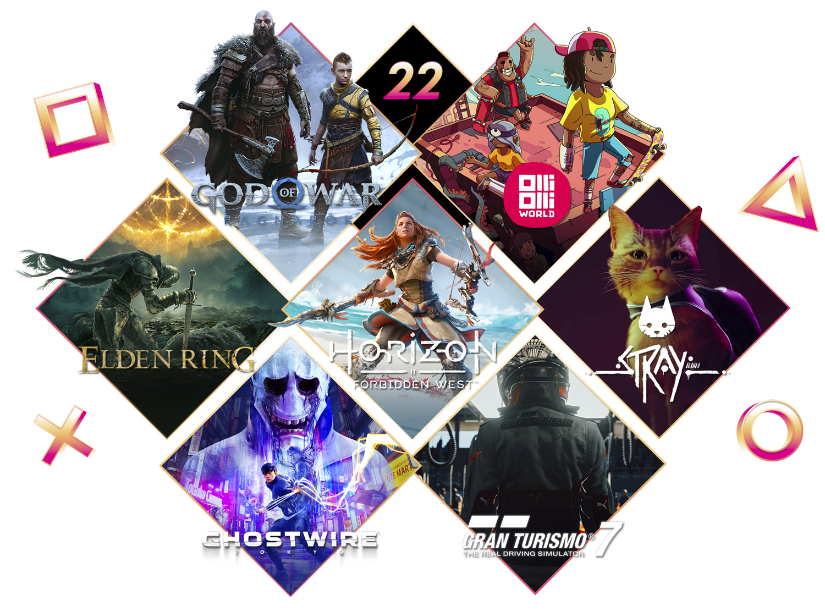 22
GOD OF WAR
OlliOlli
WORLD
ELDEN RING
HORIZON
FORBIDDEN WEST
STRAY
GHOSTWIRE
TOKYO
GRAN TURISMO® 7
THE REAL DRIVING SIMULATOR